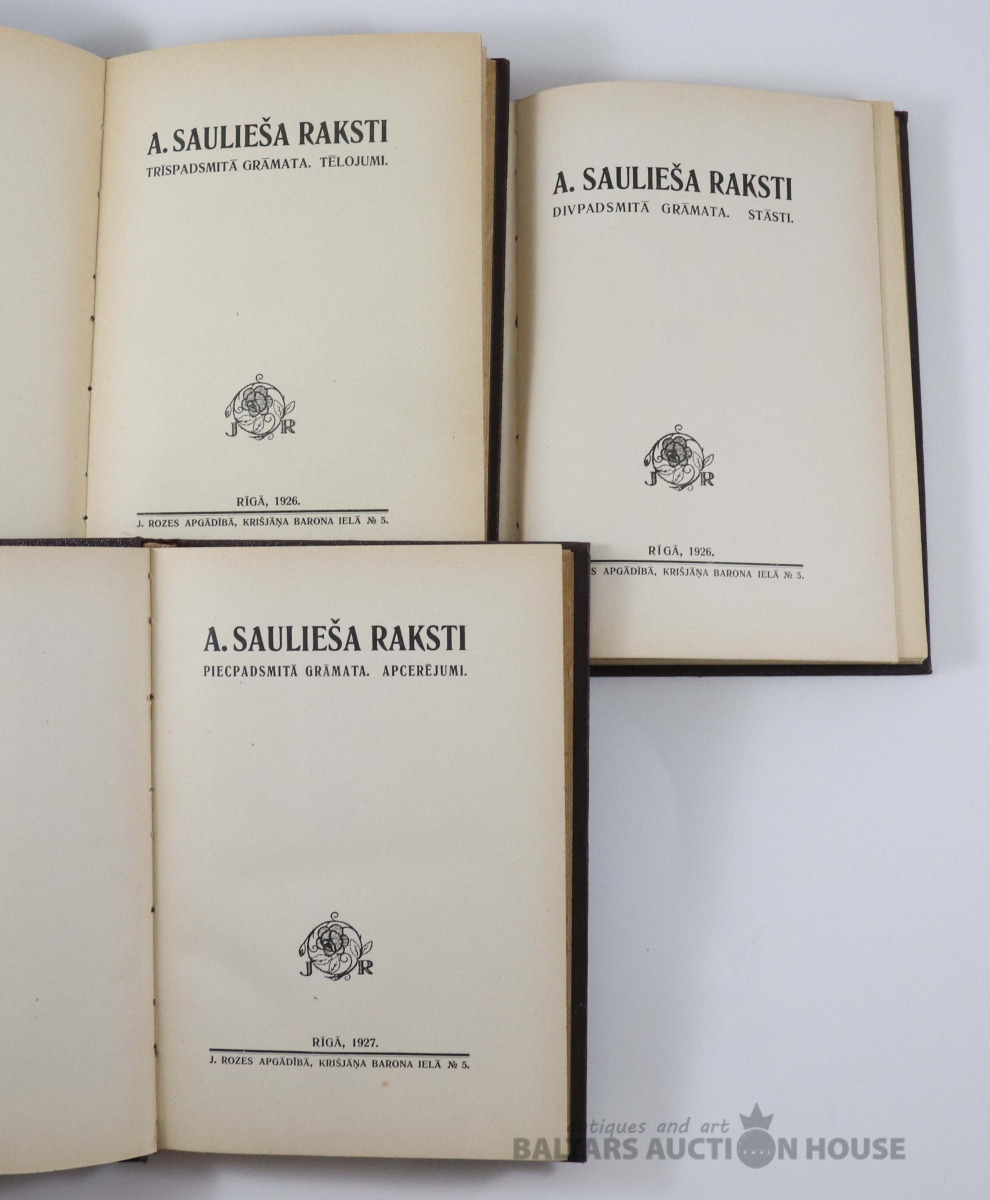 A. SAULIEŠA RAKSTI
TRĪSPADSMITĀ GRĀMATA. TĒLOJUMI.
J R
RĪGĀ, 1926.
J. ROZES APGĀDĪBĀ, KRIŠJĀŅA BARONA IELĀ № 5.
A. SAULIEŠA RAKSTI
DIVPADSMITĀ GRĀMATA. STĀSTI.
J R
RĪGĀ, 1926.
APGĀDĪBĀ, KRIŠJĀŅA BARONA IELĀ № 5.
A. SAULIEŠA RAKSTI
PIECPADSMITĀ GRĀMATA. APCERĒJUMI.
J R
RĪGĀ, 1927.
J. ROZES APGĀDĪBĀ, KRIŠJĀŅA BARONA IELĀ № 5.
antiques and art
BALTARS AUCTION HOUSE